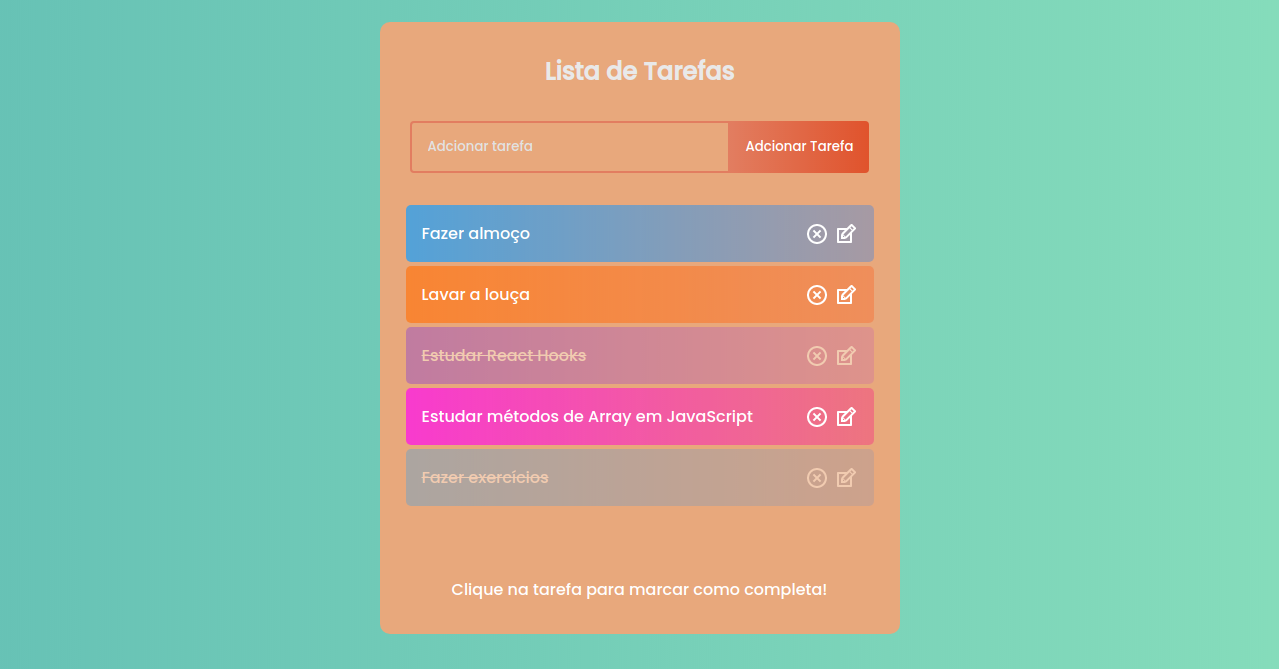 Lista de Tarefas
Adcionar tarefa
Adcionar Tarefa
Fazer almoço
Lavar a louça
Estudar React Hooks
Estudar métodos de Array em JavaScript
Fazer exercícios
Clique na tarefa para marcar como completa!